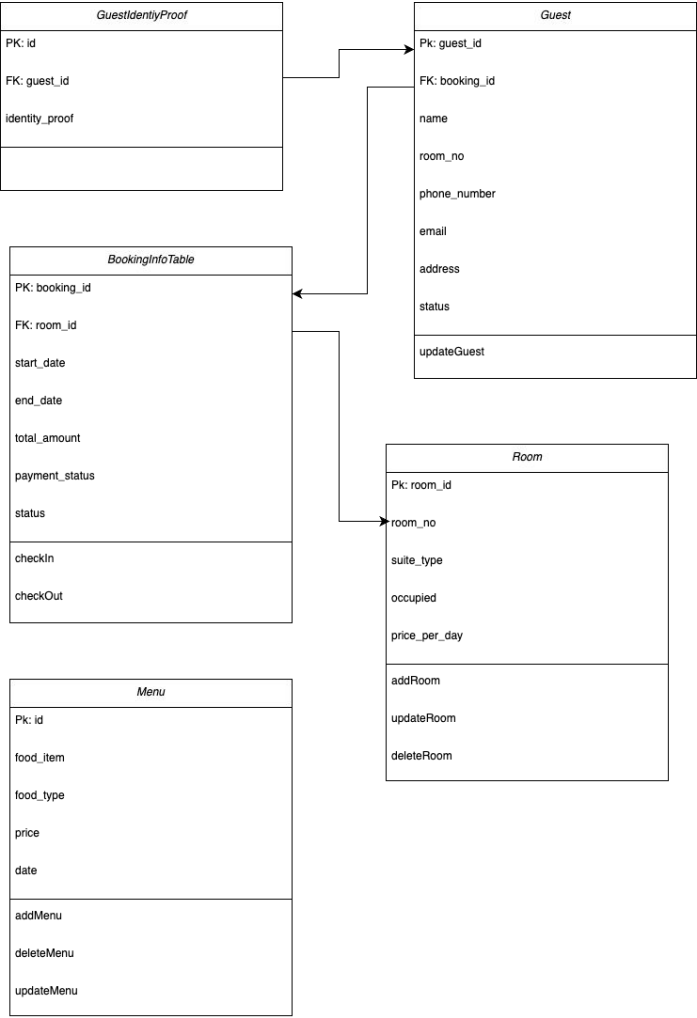 GuestIdentiyProof
PK: id
FK: guest_id
identity_proof
Guest
Pk: guest_id
FK: booking_id
name
room_no
phone_number
email
address
status
updateGuest
BookingInfoTable
PK: booking_id
FK: room_id
start_date
end_date
total_amount
payment_status
status
checkIn
checkOut
Room
Pk: room_id
room_no
suite_type
occupied
price_per_day
addRoom
updateRoom
deleteRoom
Menu
Pk: id
food_item
food_type
price
date
addMenu
deleteMenu
updateMenu